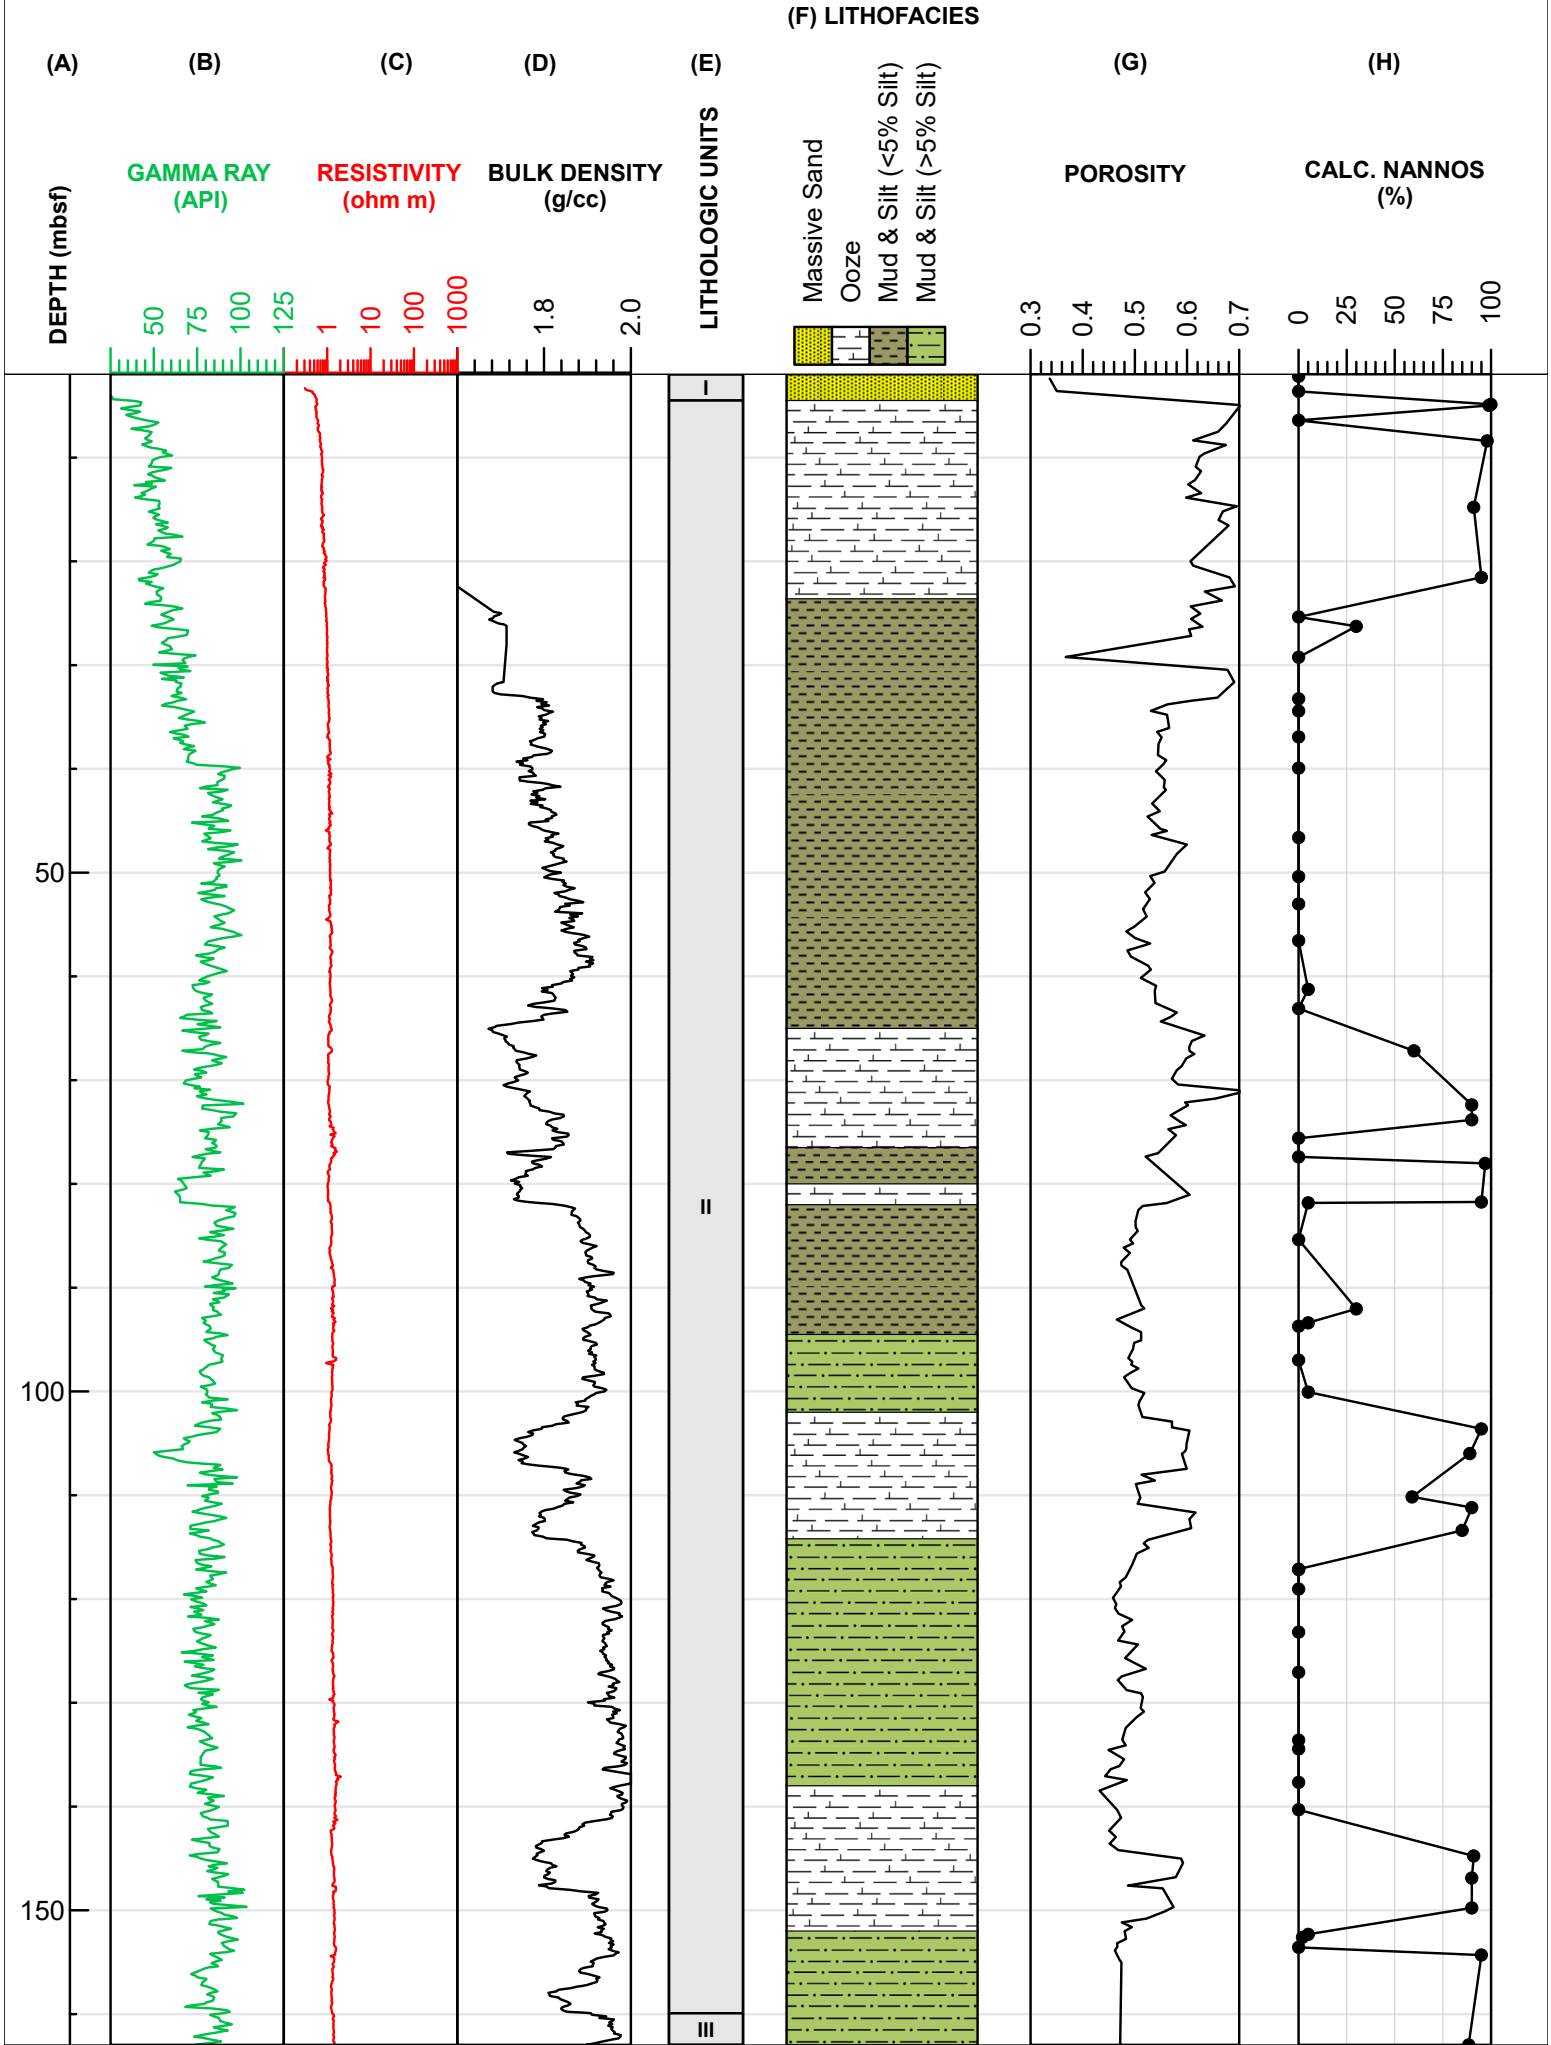 (F) LITHOFACIES
(A)
(B)
(C)
(D)
(E)
(G)
(H)
DEPTH (mbsf)
GAMMA RAY
(API)
RESISTIVITY
(ohm m)
BULK DENSITY
(g/cc)
LITHOLOGIC UNITS
Massive Sand
Ooze
Mud & Silt (<5% Silt)
Mud & Silt (>5% Silt)
POROSITY
CALC. NANNOS
(%)
50
75
100
125
1
10
100
1000
1.8
2.0
0.3
0.4
0.5
0.6
0.7
0
25
50
75
100
I
50
II
100
150
III